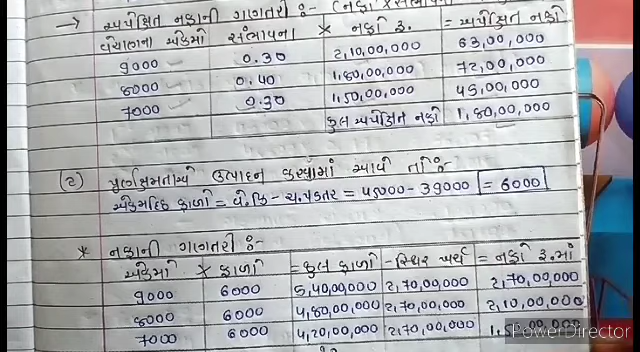 → અપેક્ષિત નફાની ગણતરી :- (નફો x સંભાવના
વેચાણના એકમો સંભાવના x નફો રૂ. = અપેક્ષિત નફો
9000 0.30 2,10,00,000 63,00,000
8000 0.40 1,80,00,000 72,00,000
7000 0.30 1,50,00,000 45,00,000
કુલ અપેક્ષિત નફો 1,80,00,000
(2) પૂર્ણક્ષમતાએ ઉત્પાદન કરવામાં આવે તો :-
એકમદીઠ ફાળો = વે.કિં - ચ.પડતર = 45000 - 39000 = 6000
* નફાની ગણતરી :-
એકમો x ફાળો = કુલ ફાળો - સ્થિર ખર્ચ = નફો રૂ.માં
9000 6000 5,40,00,000 2,70,00,000 2,70,00,000
8000 6000 4,80,00,000 2,70,00,000 2,10,00,000
7000 6000 4,20,00,000 2,70,00,000 1,50,00,000
PowerDirector